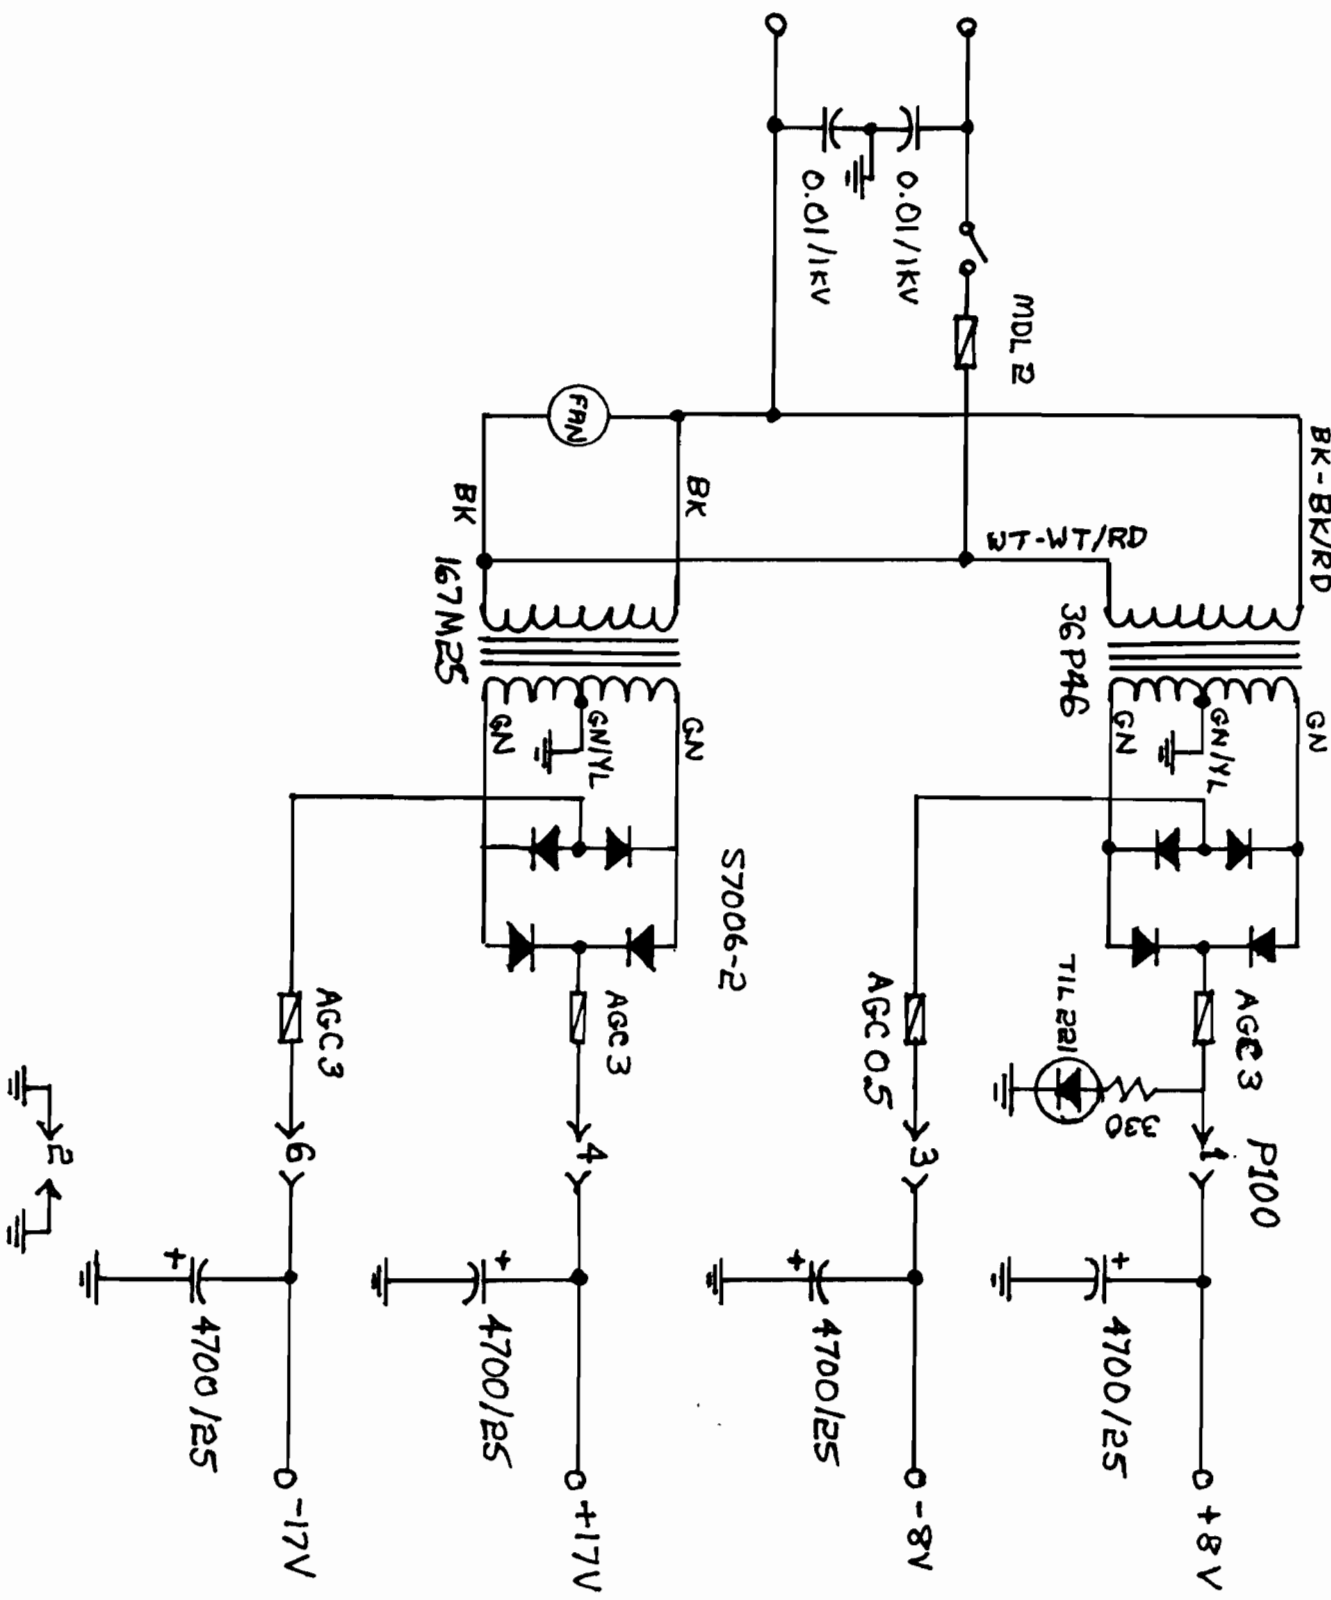 0.01/1KV
0.01/1KV
MDL 2
FAN
BK-BK/RD
BK
BK
WT-WT/RD
36P46
167M25
GN
GN/YL
GN
GN
GN/YL
GN
S7006-2
AGC 3
TIL 221
330
AGC 0.5
AGC 3
AGC 3
P100
1
3
4
6
2
+
4700/25
+
4700/25
+
4700/25
+
4700/25
+8V
-8V
+17V
-17V